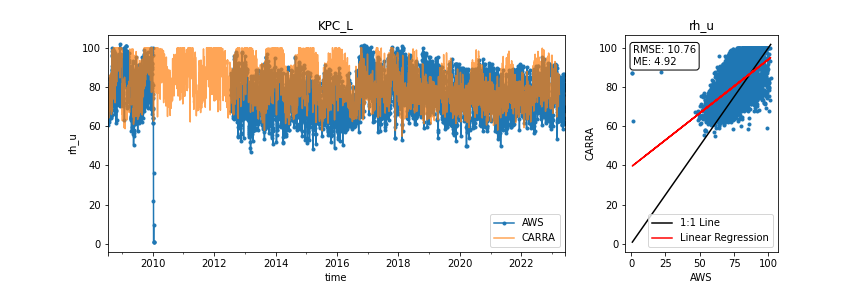 KPC_L
rh_u
100
80
60
40
20
0
2010
2012
2014
2016
2018
2020
2022
time
AWS
CARRA
rh_u
RMSE: 10.76
ME: 4.92
CARRA
100
80
60
40
20
0
0
25
50
75
100
AWS
1:1 Line
Linear Regression